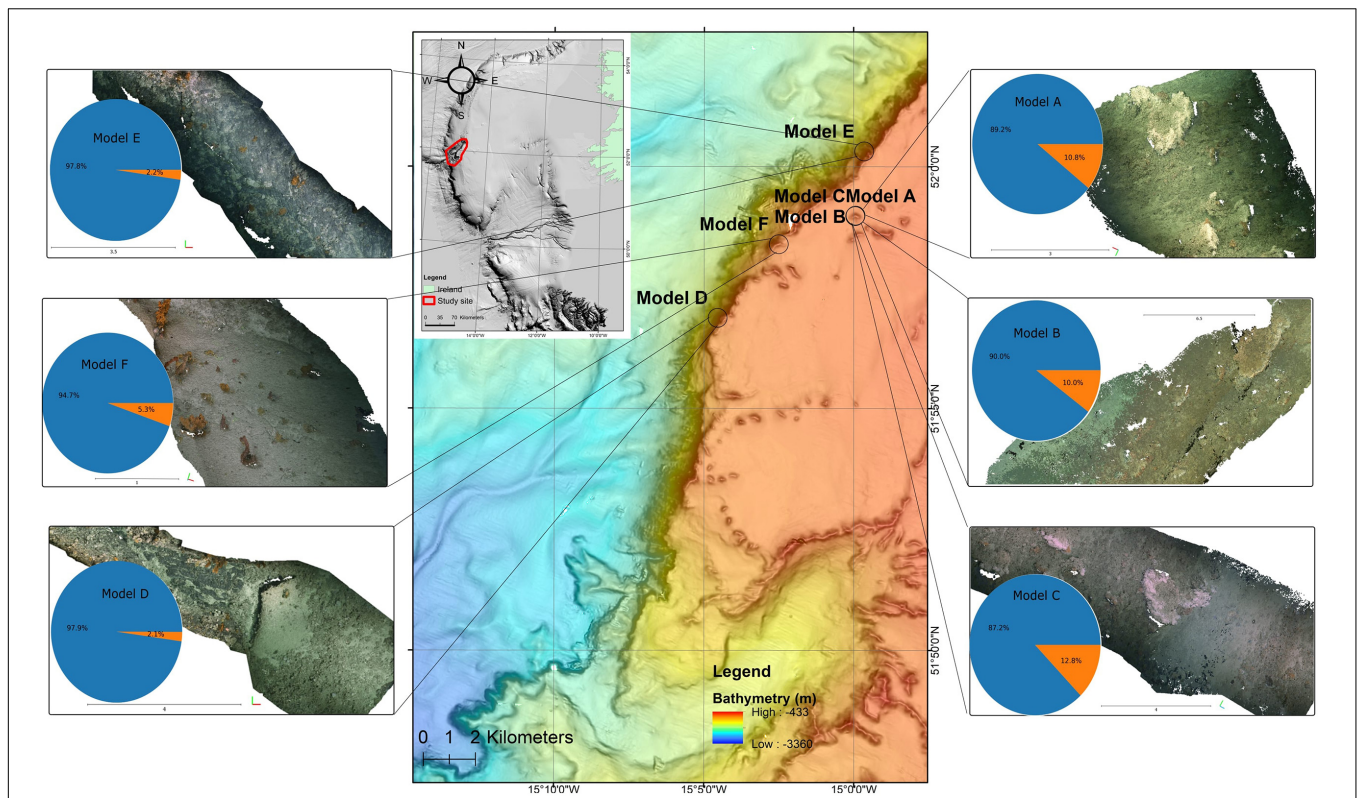 Model E
97.8%
2.2%
3.5
Model F
94.7%
5.3%
1
Model D
97.9%
2.1%
4
N
W
E
S
Legend
Ireland
Study site
0 35 70 Kilometers
14°0'0"W
12°0'0"W
10°0'0"W
Model E
Model C
Model A
Model B
Model F
Model D
52°0'0"N
51°55'0"N
51°50'0"N
Legend
Bathymetry (m)
High : -433
Low : -3360
0 1 2 Kilometers
15°10'0"W
15°5'0"W
15°0'0"W
Model A
89.2%
10.8%
Model B
90.0%
10.0%
6.5
Model C
87.2%
12.8%
4